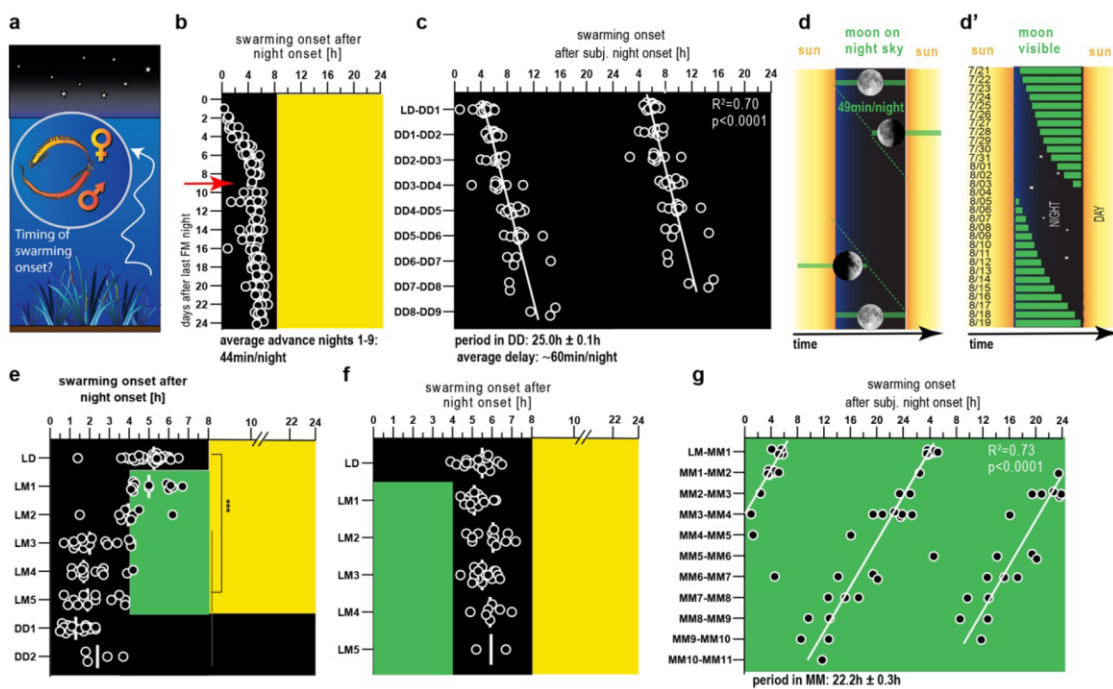 a
Timing of
swarming
onset?
b
swarming onset after
night onset [h]
0 4 8 12 16 20 24
days after last FM night
0
2
4
6
8
10
12
14
16
18
20
22
24
average advance nights 1-9:
44min/night
c
swarming onset
after subj. night onset [h]
4 8 12 16 20 24 4 8 12 16 20 24
R²=0.70
p<0.0001
LD-DD1
DD1-DD2
DD2-DD3
DD3-DD4
DD4-DD5
DD5-DD6
DD6-DD7
DD7-DD8
DD8-DD9
period in DD: 25.0h ± 0.1h
average delay: ~60min/night
d
moon on
night sky
sun
sun
49min/night
time
d'
moon
visible
sun
sun
7/21
7/22
7/23
7/24
7/25
7/26
7/27
7/28
7/29
7/30
7/31
8/01
8/02
8/03
8/04
8/05
8/06
8/07
8/08
8/09
8/10
8/11
8/12
8/13
8/14
8/15
8/16
8/17
8/18
8/19
NIGHT
DAY
time
e
swarming onset after
night onset [h]
0 1 2 3 4 5 6 7 8 10 22 24
LD
LM1
LM2
LM3
LM4
LM5
DD1
DD2
***
f
swarming onset after
night onset [h]
0 1 2 3 4 5 6 7 8 10 22 24
LD
LM1
LM2
LM3
LM4
LM5
g
swarming onset
after subj. night onset [h]
4 8 12 16 20 24 4 8 12 16 20 24
R²=0.73
p<0.0001
LM-MM1
MM1-MM2
MM2-MM3
MM3-MM4
MM4-MM5
MM5-MM6
MM6-MM7
MM7-MM8
MM8-MM9
MM9-MM10
MM10-MM11
period in MM: 22.2h ± 0.3h